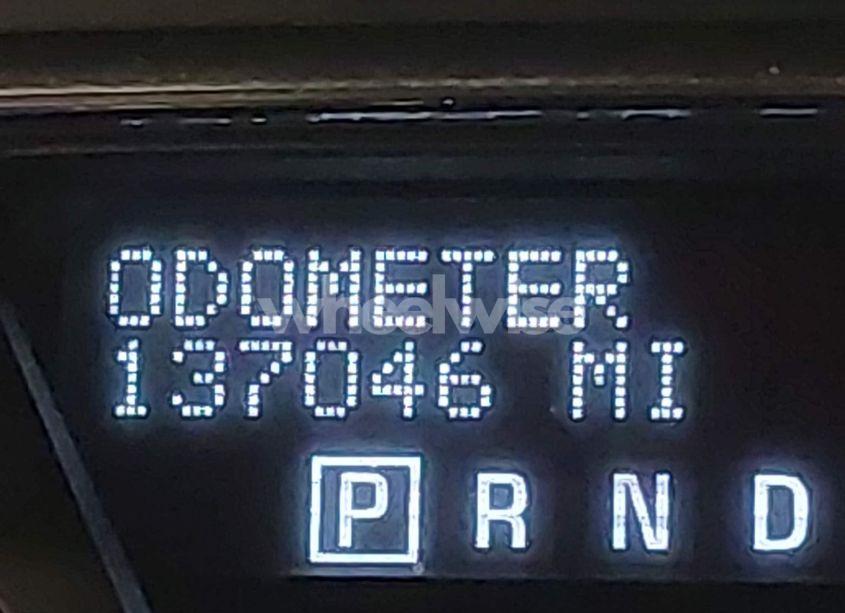 ODOMETER
wheelwise
137046 MI
P R N D